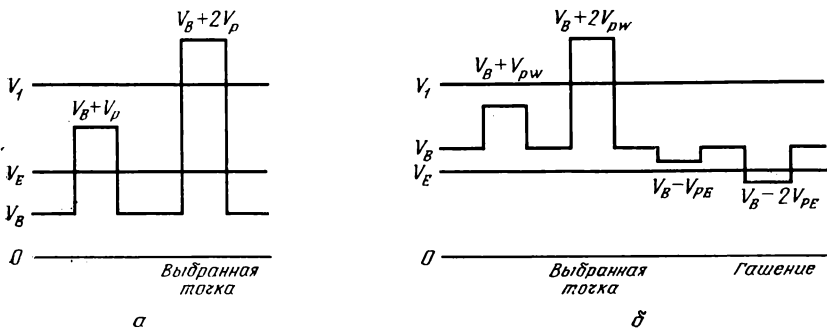 V_B+2V_p
V_1
V_B+V_p
V_E
V_B
0
Выбранная
точка
а
V_B+2V_pw
V_B+V_pw
V_1
V_B
V_E
V_B−V_PE
V_B−2V_PE
0
Выбранная
точка
Гашение
б